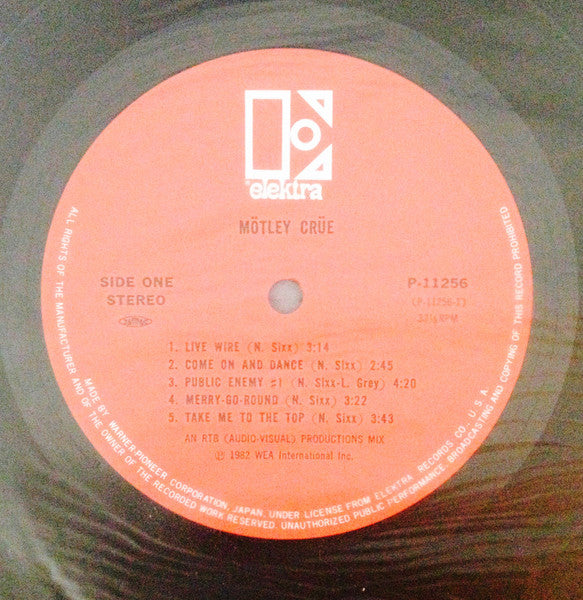 elektra
MÖTLEY CRÜE
SIDE ONE
STEREO
P-11256
(P-11256-1)
33⅓ RPM
1. LIVE WIRE (N. Sixx) 3:14
2. COME ON AND DANCE (N. Sixx) 2:45
3. PUBLIC ENEMY #1 (N. Sixx-L. Grey) 4:20
4. MERRY-GO-ROUND (N. Sixx) 3:22
5. TAKE ME TO THE TOP (N. Sixx) 3:43
AN RTB (AUDIO-VISUAL) PRODUCTIONS MIX
℗ 1982 WEA International Inc.
MADE BY WARNER-PIONEER CORPORATION, JAPAN, UNDER LICENSE FROM ELEKTRA RECORDS CO., U.S.A.
ALL RIGHTS OF THE MANUFACTURER AND OF THE OWNER OF THE RECORDED WORK RESERVED. UNAUTHORIZED PUBLIC PERFORMANCE, BROADCASTING AND COPYING OF THIS RECORD PROHIBITED